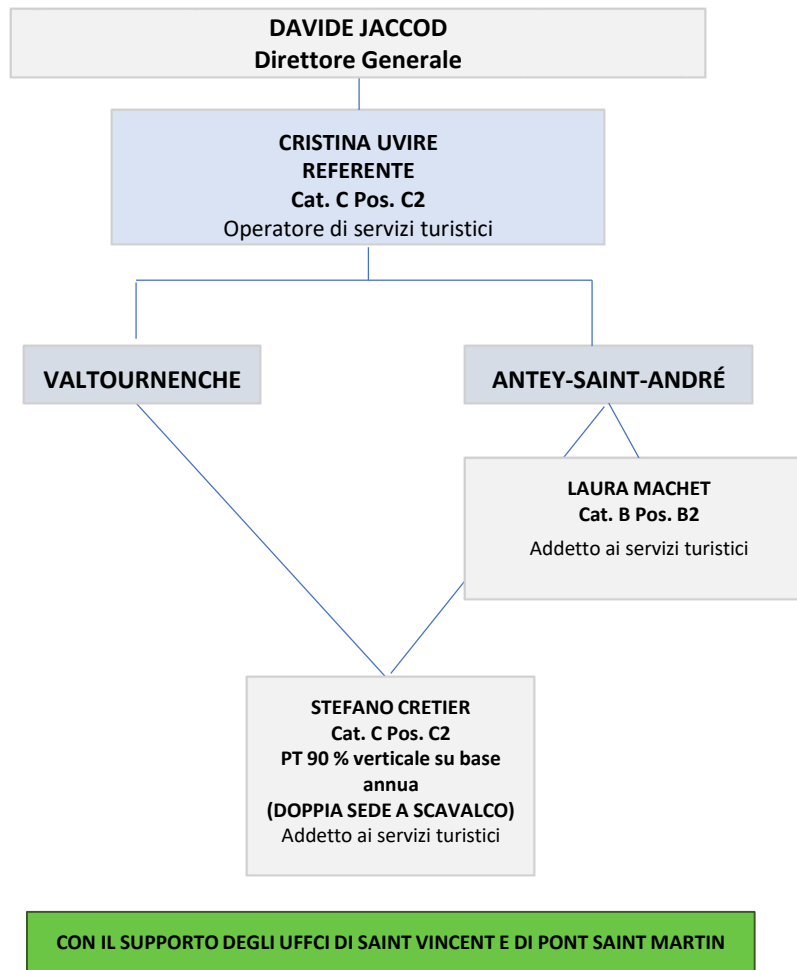 DAVIDE JACCOD
Direttore Generale
CRISTINA UVIRE
REFERENTE
Cat. C Pos. C2
Operatore di servizi turistici
VALTOURNENCHE
ANTEY-SAINT-ANDRÉ
LAURA MACHET
Cat. B Pos. B2
Addetto ai servizi turistici
STEFANO CRETIER
Cat. C Pos. C2
PT 90 % verticale su base
annua
(DOPPIA SEDE A SCAVALCO)
Addetto ai servizi turistici
CON IL SUPPORTO DEGLI UFFCI DI SAINT VINCENT E DI PONT SAINT MARTIN